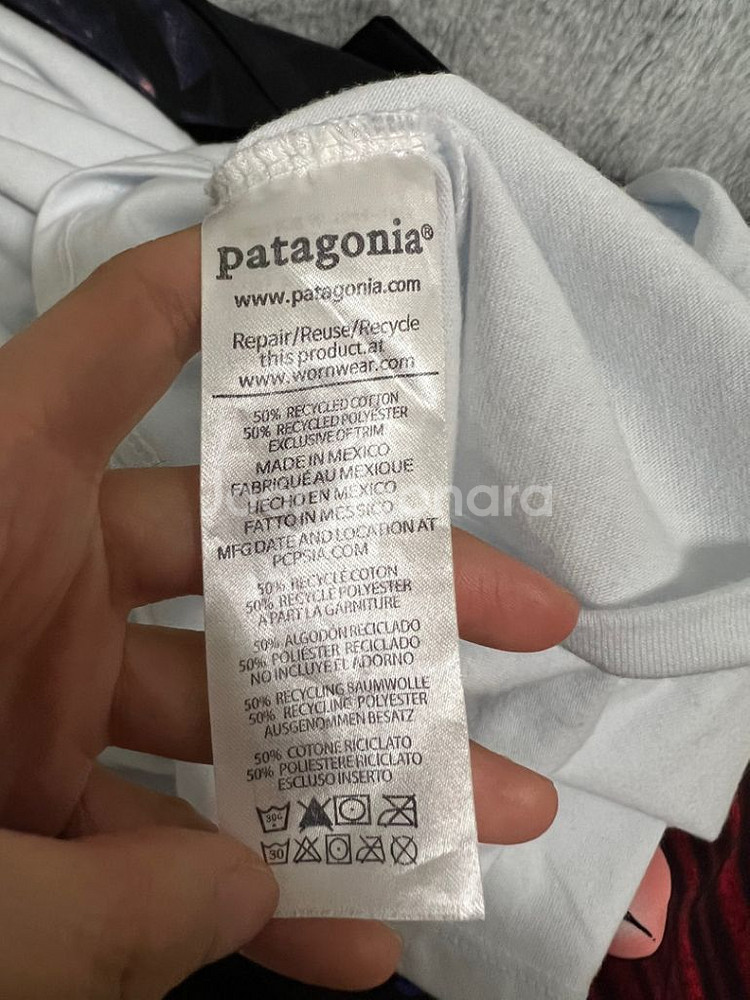 patagonia®
www.patagonia.com
Repair/Reuse/Recycle
this product at
www.wornwear.com
50% RECYCLED COTTON
50% RECYCLED POLYESTER
EXCLUSIVE OF TRIM
MADE IN MEXICO
FABRIQUÉ AU MEXIQUE
HECHO EN MÉXICO
FATTO IN MESSICO
MFG DATE AND LOCATION AT
PCPSIA.COM
50% RECYCLÉ COTON
50% RECYCLÉ POLYESTER
À PART LA GARNITURE
50% ALGODÓN RECICLADO
50% POLIÉSTER RECICLADO
NO INCLUYE EL ADORNO
50% RECYCLING BAUMWOLLE
50% RECYCLING POLYESTER
AUSGENOMMEN BESATZ
50% COTONE RICICLATO
50% POLIESTERE RICICLATO
ESCLUSO INSERTO
30C
30